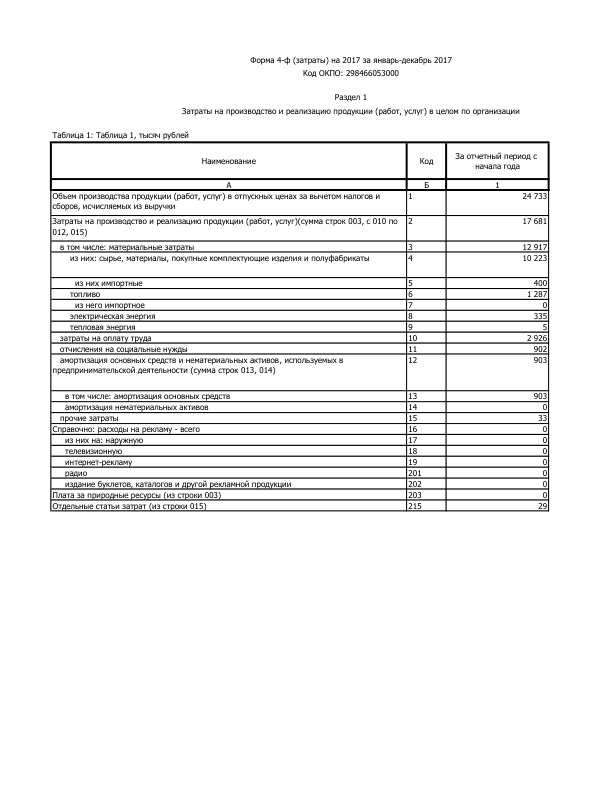 Форма 4-ф (затраты) на 2017 за январь-декабрь 2017
Код ОКПО: 298466053000
Раздел 1
Затраты на производство и реализацию продукции (работ, услуг) в целом по организации
Таблица 1: Таблица 1, тысяч рублей
Наименование Код За отчетный период с
начала года
А Б 1
Объем производства продукции (работ, услуг) в отпускных ценах за вычетом налогов и 1 24 733
сборов, исчисляемых из выручки
Затраты на производство и реализацию продукции (работ, услуг)(сумма строк 003, с 010 по 2 17 681
012, 015)
в том числе: материальные затраты 3 12 917
из них: сырье, материалы, покупные комплектующие изделия и полуфабрикаты 4 10 223
из них импортные 5 400
топливо 6 1 287
из него импортное 7 0
электрическая энергия 8 335
тепловая энергия 9 5
затраты на оплату труда 10 2 926
отчисления на социальные нужды 11 902
амортизация основных средств и нематериальных активов, используемых в 12 903
предпринимательской деятельности (сумма строк 013, 014)
в том числе: амортизация основных средств 13 903
амортизация нематериальных активов 14 0
прочие затраты 15 33
Справочно: расходы на рекламу - всего 16 0
из них на: наружную 17 0
телевизионную 18 0
интернет-рекламу 19 0
радио 201 0
издание буклетов, каталогов и другой рекламной продукции 202 0
Плата за природные ресурсы (из строки 003) 203 0
Отдельные статьи затрат (из строки 015) 215 29